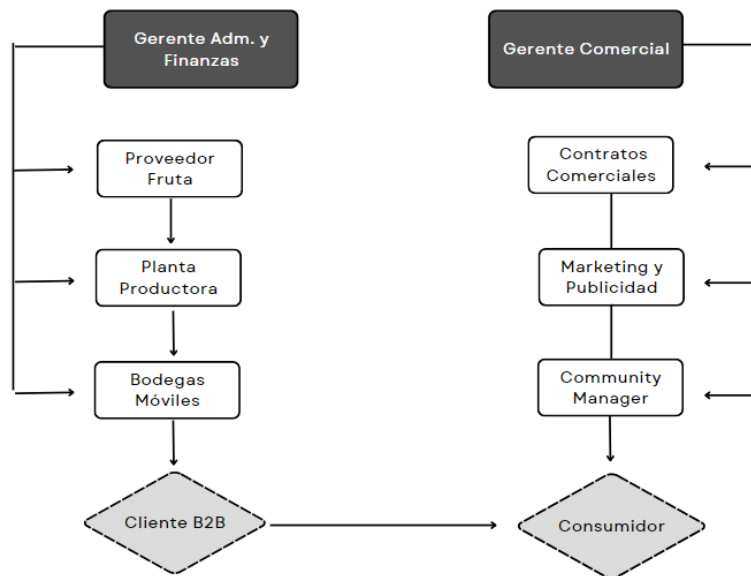 Gerente Adm. y
Finanzas
Gerente Comercial
Proveedor
Fruta
Contratos
Comerciales
Planta
Productora
Marketing y
Publicidad
Bodegas
Móviles
Community
Manager
Cliente B2B
Consumidor